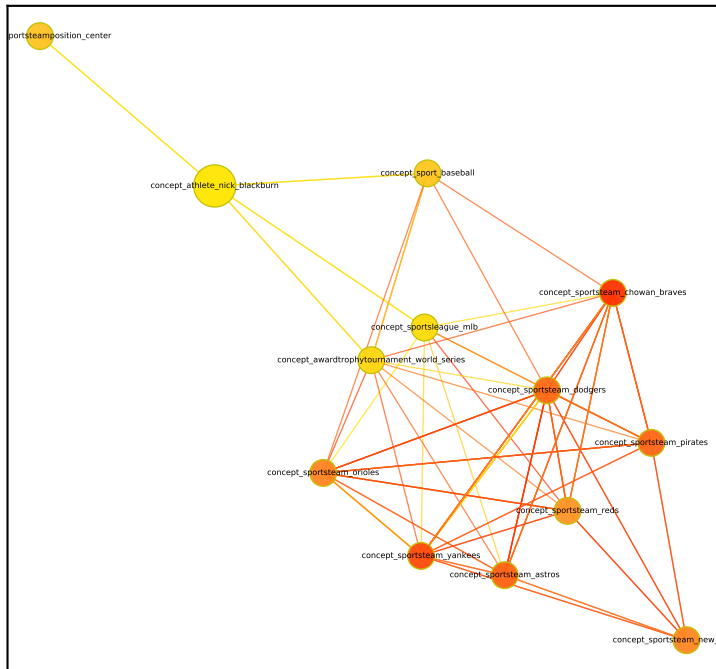 portsteamposition_center
concept_sport_baseball
concept_athlete_nick_blackburn
concept_sportsteam_chowan_braves
concept_sportsleague_mlb
concept_awardtrophytournament_world_series
concept_sportsteam_dodgers
concept_sportsteam_pirates
concept_sportsteam_orioles
concept_sportsteam_reds
concept_sportsteam_yankees
concept_sportsteam_astros
concept_sportsteam_new_